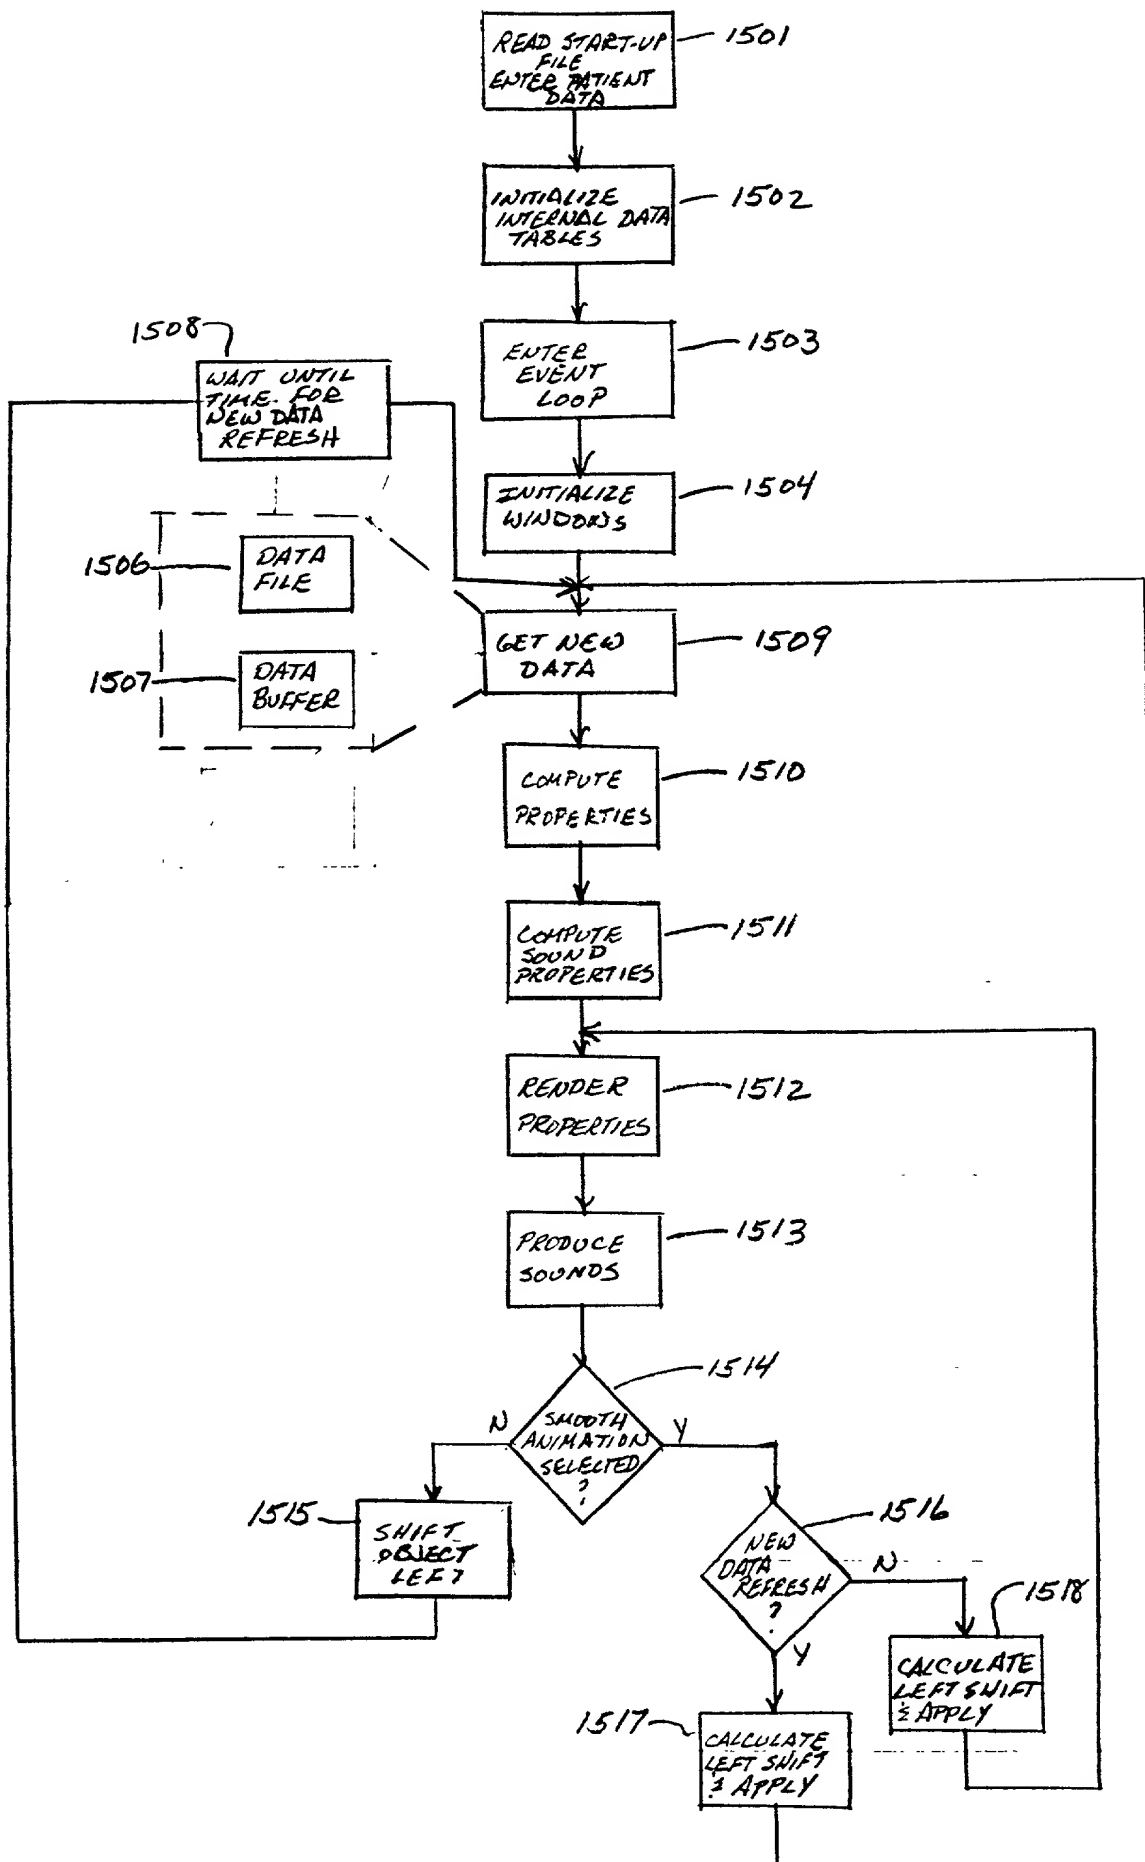 READ START-UP
FILE
ENTER PATIENT
DATA
1501
INITIALIZE
INTERNAL DATA
TABLES
1502
ENTER
EVENT
LOOP
1503
1508
WAIT UNTIL
TIME FOR
NEW DATA
REFRESH
INITIALIZE
WINDOWS
1504
1506
DATA
FILE
1507
DATA
BUFFER
GET NEW
DATA
1509
COMPUTE
PROPERTIES
1510
COMPUTE
SOUND
PROPERTIES
1511
RENDER
PROPERTIES
1512
PRODUCE
SOUNDS
1513
1514
SMOOTH
ANIMATION
SELECTED
?
N
Y
1515
SHIFT
OBJECT
LEFT
1516
NEW
DATA
REFRESH
?
N
Y
1518
CALCULATE
LEFT SHIFT
& APPLY
1517
CALCULATE
LEFT SHIFT
& APPLY